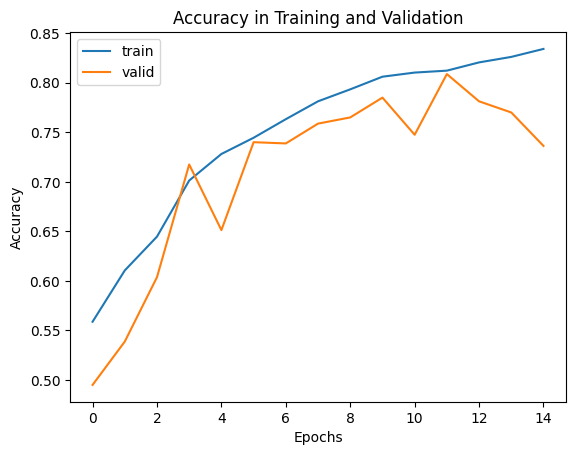 Accuracy in Training and Validation
train
valid
Accuracy
0.85
0.80
0.75
0.70
0.65
0.60
0.55
0.50
0 2 4 6 8 10 12 14
Epochs